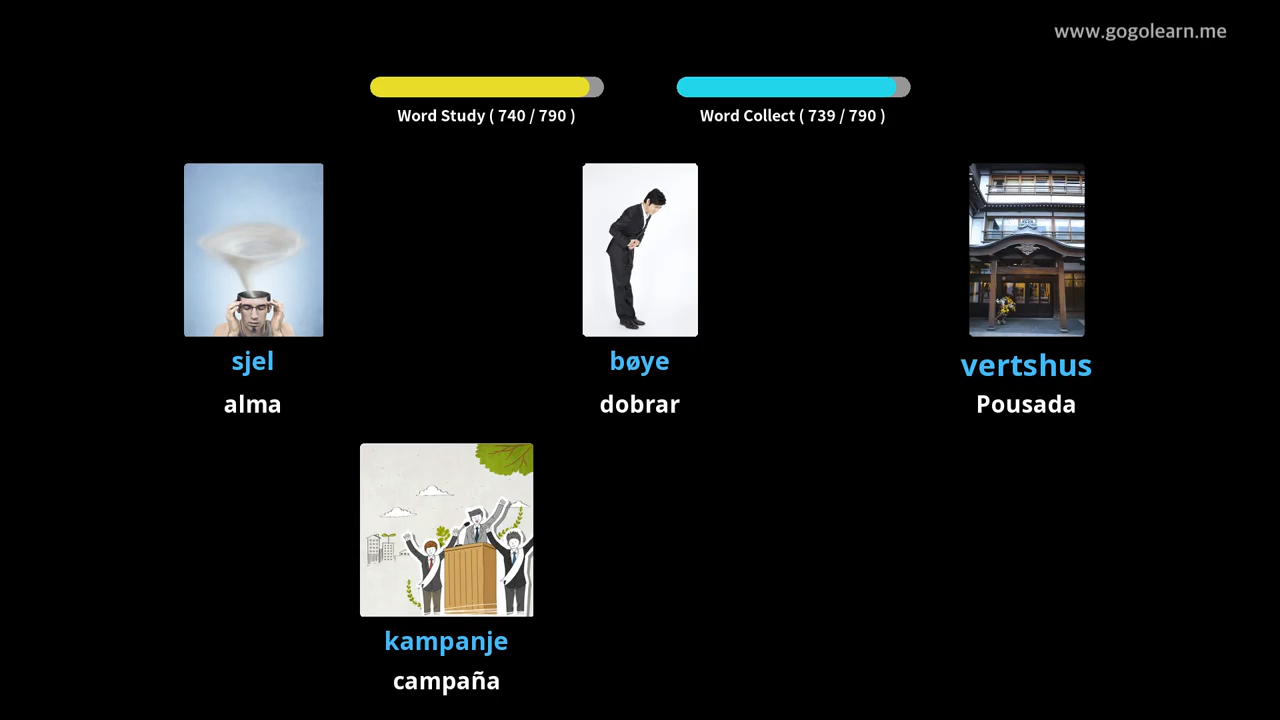 www.gogolearn.me
Word Study ( 740 / 790 )
Word Collect ( 739 / 790 )
sjel
alma
bøye
dobrar
vertshus
Pousada
kampanje
campaña